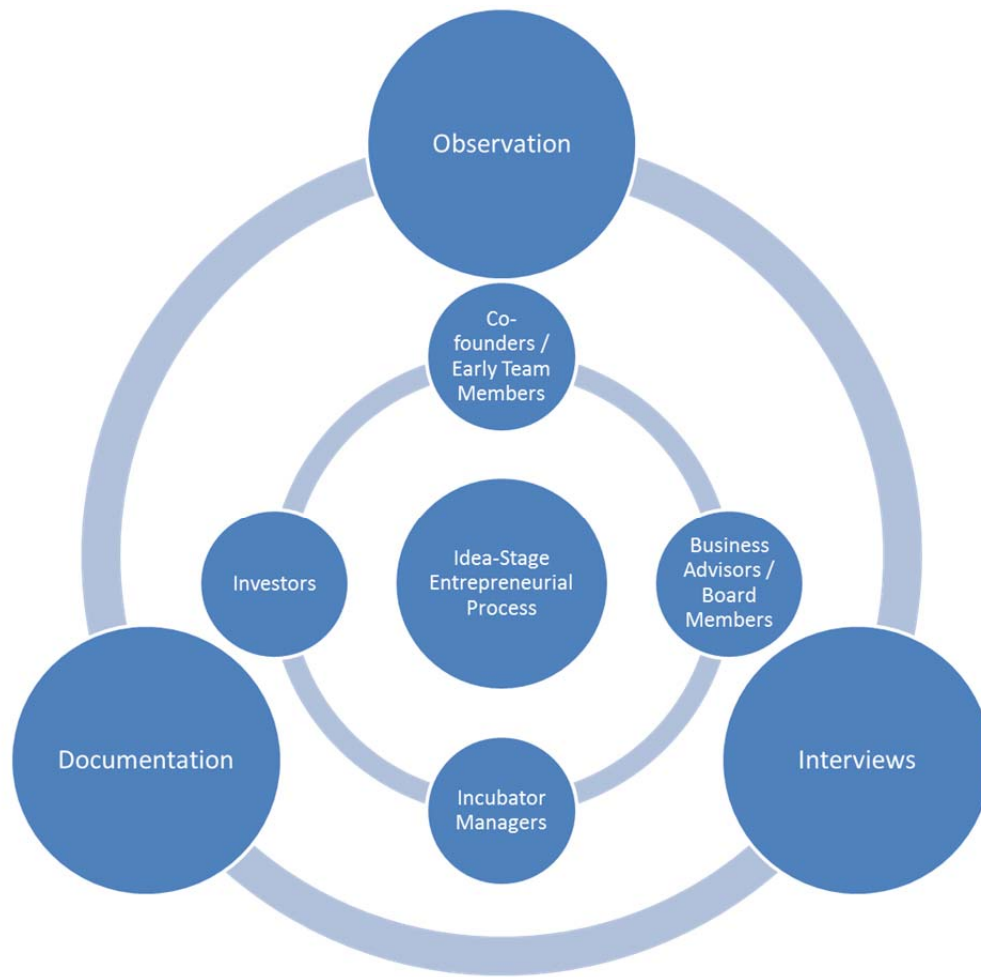 Observation
Co-
founders /
Early Team
Members
Investors
Idea-Stage
Entrepreneurial
Process
Business
Advisors /
Board
Members
Documentation
Interviews
Incubator
Managers